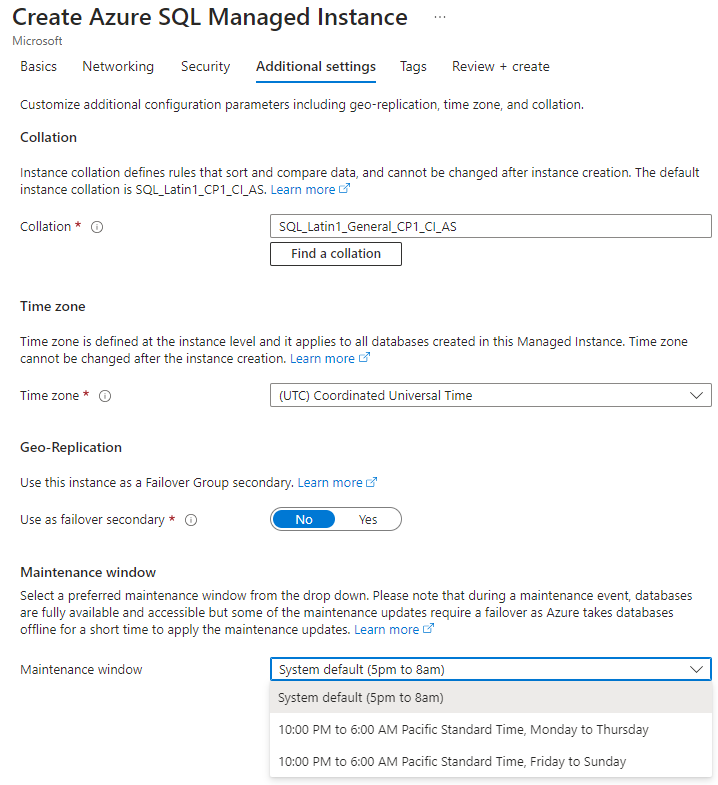 Create Azure SQL Managed Instance ...
Microsoft
Basics Networking Security Additional settings Tags Review + create
Customize additional configuration parameters including geo-replication, time zone, and collation.
Collation
Instance collation defines rules that sort and compare data, and cannot be changed after instance creation. The default
instance collation is SQL_Latin1_CP1_CI_AS. Learn more
Collation * SQL_Latin1_General_CP1_CI_AS
Find a collation
Time zone
Time zone is defined at the instance level and it applies to all databases created in this Managed Instance. Time zone
cannot be changed after the instance creation. Learn more
Time zone * (UTC) Coordinated Universal Time
Geo-Replication
Use this instance as a Failover Group secondary. Learn more
Use as failover secondary * No Yes
Maintenance window
Select a preferred maintenance window from the drop down. Please note that during a maintenance event, databases
are fully available and accessible but some of the maintenance updates require a failover as Azure takes databases
offline for a short time to apply the maintenance updates. Learn more
Maintenance window System default (5pm to 8am)
System default (5pm to 8am)
10:00 PM to 6:00 AM Pacific Standard Time, Monday to Thursday
10:00 PM to 6:00 AM Pacific Standard Time, Friday to Sunday